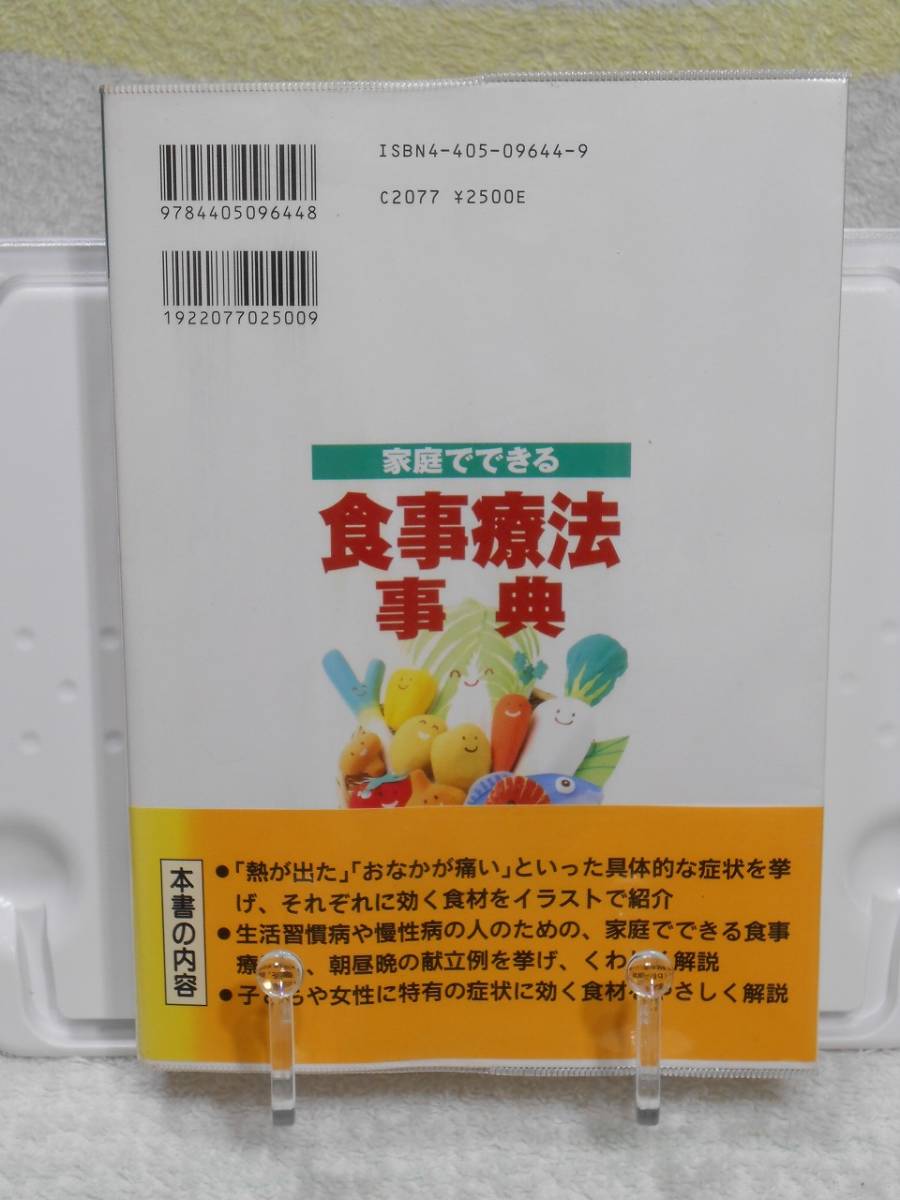 ISBN4-405-09644-9
9784405096448
C2077 ¥2500E
1922077025009
家庭でできる
食事療法
事典
本書の内容
●「熱が出た」「おなかが痛い」といった具体的な症状を挙
げ、それぞれに効く食材をイラストで紹介
●生活習慣病や慢性病の人のための、家庭でできる食事
療、朝昼晩の献立例を挙げ、くわ解説
●子や女性に特有の症状に効く食材やさしく解説